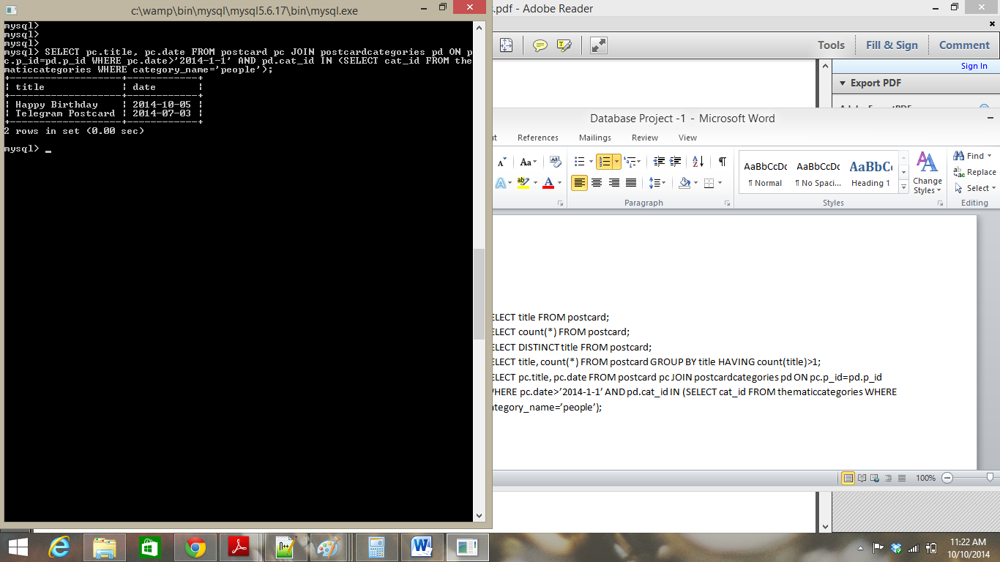 c:\wamp\bin\mysql\mysql5.6.17\bin\mysql.exe
mysql>
mysql>
mysql>
mysql> SELECT pc.title, pc.date FROM postcard pc JOIN postcardcategories pd ON p
c.p_id=pd.p_id WHERE pc.date>'2014-1-1' AND pd.cat_id IN (SELECT cat_id FROM the
maticcategories WHERE category_name='people');
+--------------------+------------+
| title | date |
+--------------------+------------+
| Happy Birthday | 2014-10-05 |
| Telegram Postcard | 2014-07-03 |
+--------------------+------------+
2 rows in set (0.00 sec)
mysql> _
.pdf - Adobe Reader
Tools Fill & Sign Comment
Sign In
Export PDF
Database Project -1 - Microsoft Word
References Mailings Review View
Aa
A
A
AaBbCcDc AaBbCcDc AaBbCc
¶ Normal ¶ No Spaci... Heading 1
Change
Styles
Find
Replace
Select
Paragraph
Styles
Editing
ELECT title FROM postcard;
ELECT count(*) FROM postcard;
ELECT DISTINCT title FROM postcard;
ELECT title, count(*) FROM postcard GROUP BY title HAVING count(title)>1;
ELECT pc.title, pc.date FROM postcard pc JOIN postcardcategories pd ON pc.p_id=pd.p_id
WHERE pc.date>’2014-1-1’ AND pd.cat_id IN (SELECT cat_id FROM thematiccategories WHERE
ategory_name=’people’);
100%
11:22 AM
10/10/2014